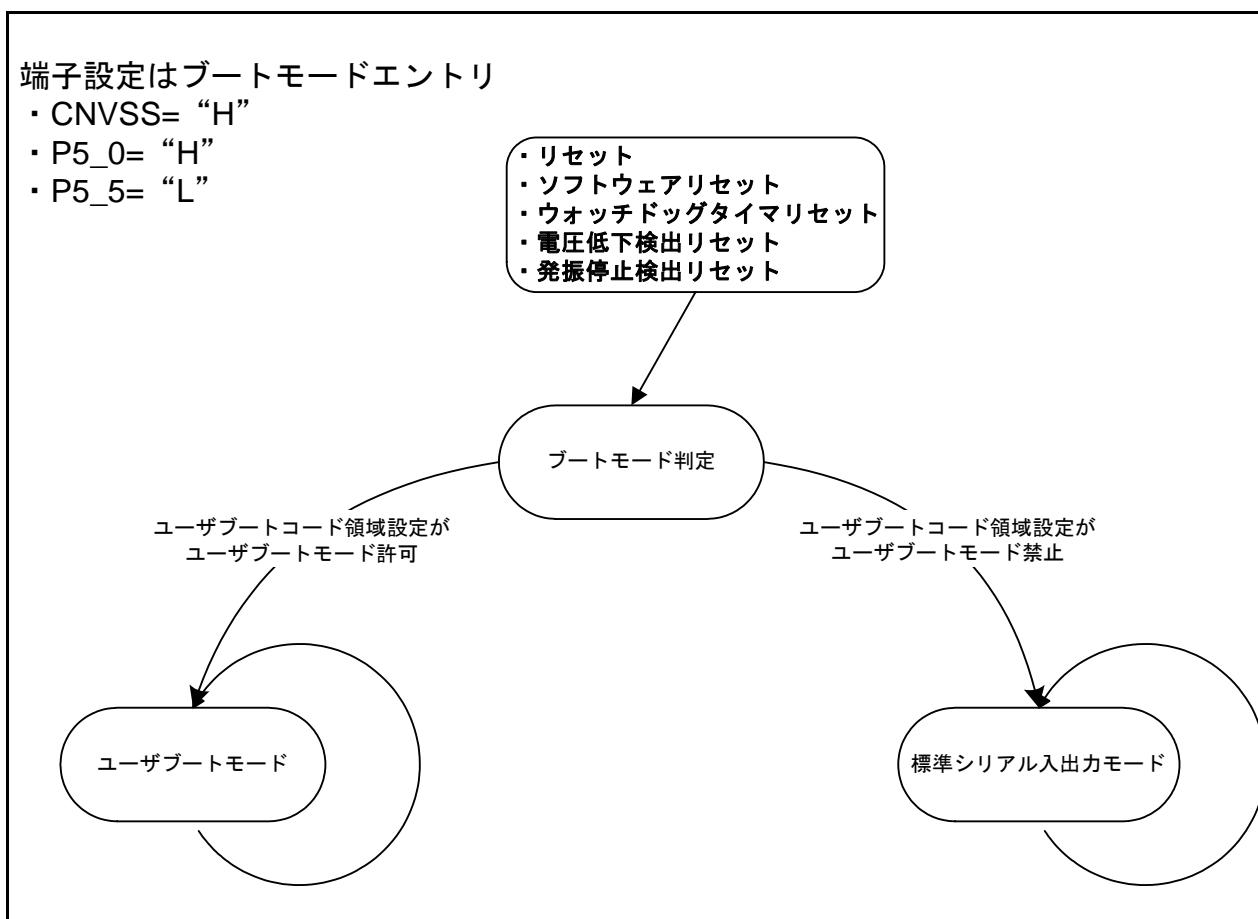 端子設定はブートモードエントリ
・CNVSS= “H”
・P5_0= “H”
・P5_5= “L”
・リセット
・ソフトウェアリセット
・ウォッチドッグタイマリセット
・電圧低下検出リセット
・発振停止検出リセット
ブートモード判定
ユーザブートコード領域設定が
ユーザブートモード許可
ユーザブートコード領域設定が
ユーザブートモード禁止
ユーザブートモード
標準シリアル入出力モード